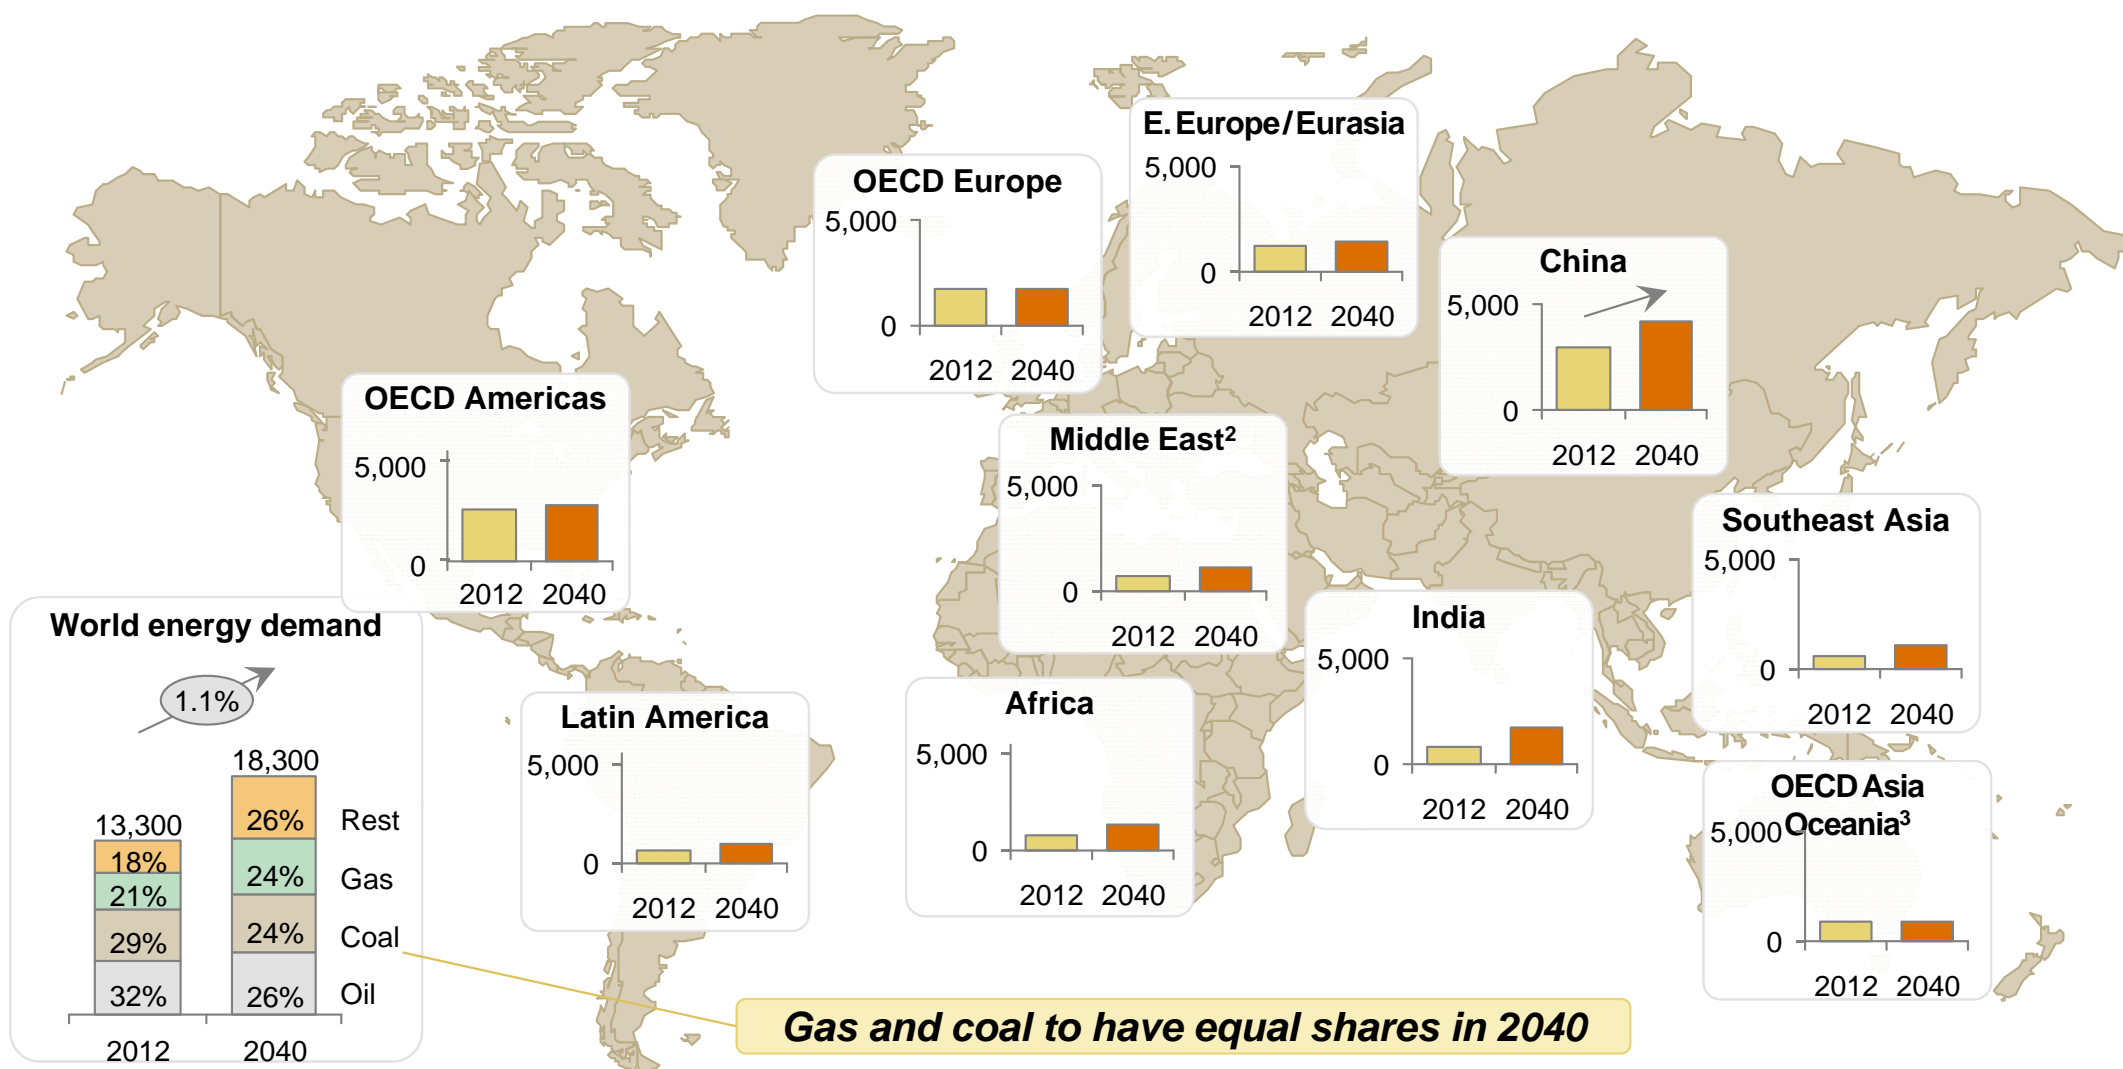 E. Europe/Eurasia
5,000
0
2012 2040
OECD Europe
5,000
0
2012 2040
China
5,000
0
2012 2040
OECD Americas
5,000
0
2012 2040
Middle East²
5,000
0
2012 2040
Southeast Asia
5,000
0
2012 2040
India
5,000
0
2012 2040
World energy demand
1.1%
18,300
13,300
26% Rest
18%
24% Gas
21%
24% Coal
29%
26% Oil
32%
2012 2040
Latin America
5,000
0
2012 2040
Africa
5,000
0
2012 2040
OECD Asia
Oceania³
5,000
0
2012 2040
Gas and coal to have equal shares in 2040